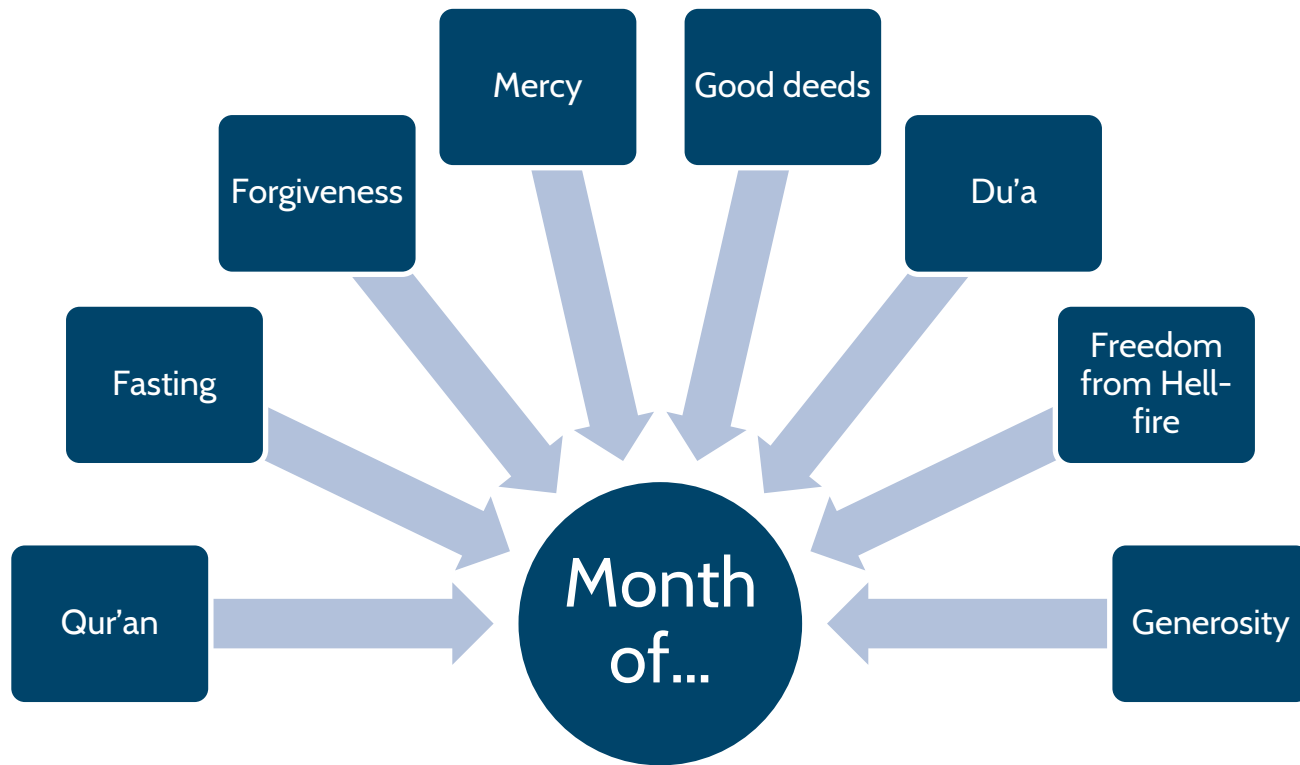 Mercy
Good deeds
Forgiveness
Du’a
Fasting
Freedom
from Hell-
fire
Qur’an
Month
of...
Generosity